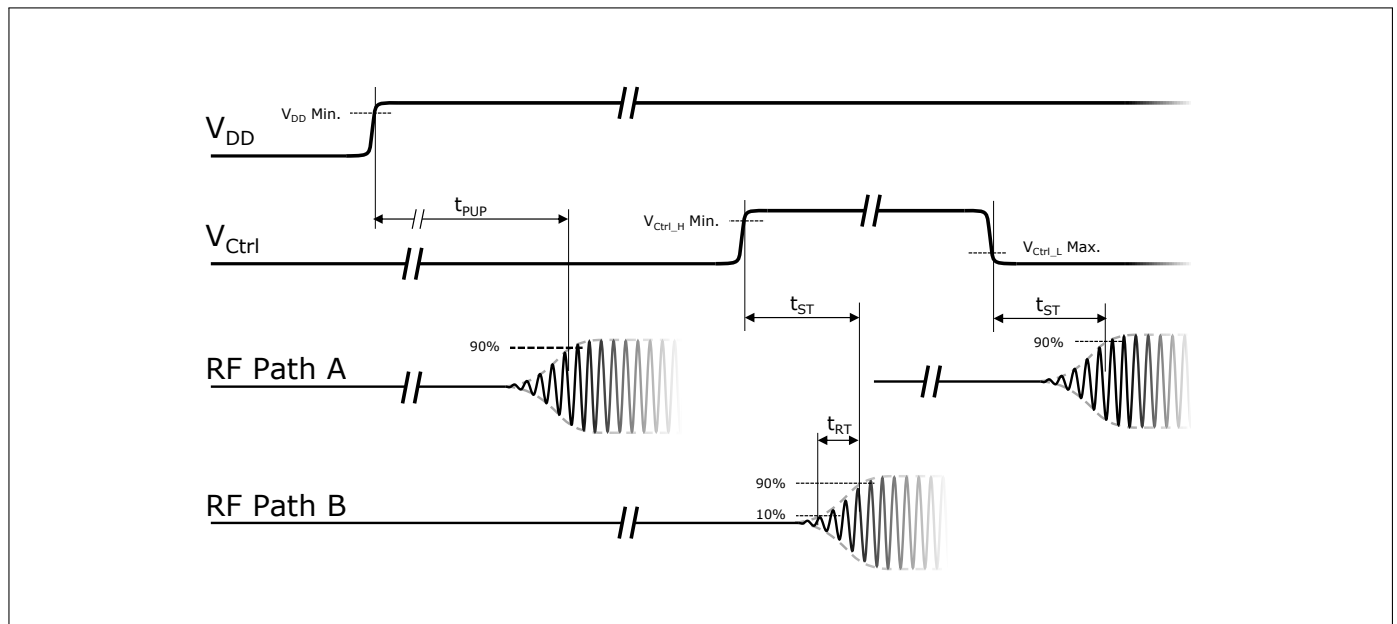 V_DD Min.
V_DD
t_PUP
V_Ctrl_H Min.
V_Ctrl
V_Ctrl_L Max.
t_ST
t_ST
90%
90%
RF Path A
t_RT
90%
RF Path B
10%